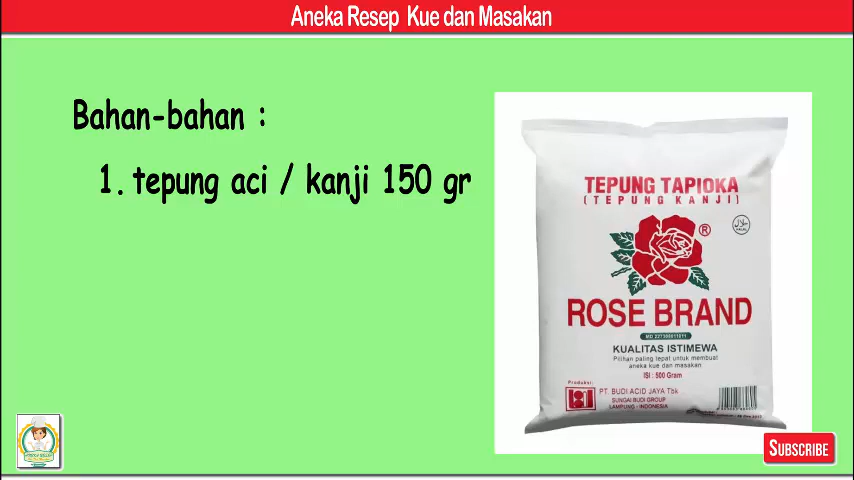 Aneka Resep Kue dan Masakan
Bahan-bahan :
1. tepung aci / kanji 150 gr
TEPUNG TAPIOKA
(TEPUNG KANJI)
®
HALAL
ROSE BRAND
KUALITAS ISTIMEWA
Pilihan paling tepat untuk membuat
aneka kue dan masakan
ISI : 500 Gram
Produksi:
PT. BUDI ACID JAYA Tbk
SUNGAI BUDI GROUP
LAMPUNG - INDONESIA
SUBSCRIBE